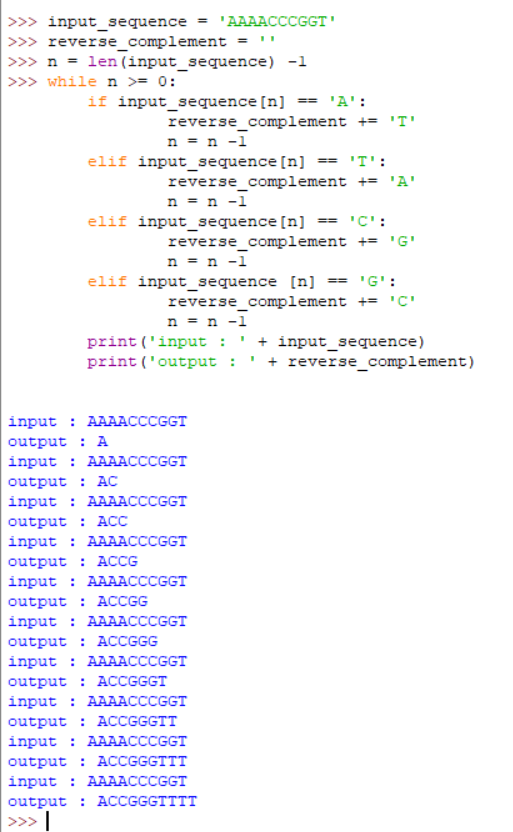 >>> input_sequence = 'AAAACCCGGT'
>>> reverse_complement = ''
>>> n = len(input_sequence) -1
>>> while n >= 0:
        if input_sequence[n] == 'A':
                reverse_complement += 'T'
                n = n -1
        elif input_sequence[n] == 'T':
                reverse_complement += 'A'
                n = n -1
        elif input_sequence[n] == 'C':
                reverse_complement += 'G'
                n = n -1
        elif input_sequence [n] == 'G':
                reverse_complement += 'C'
                n = n -1
        print('input : ' + input_sequence)
        print('output : ' + reverse_complement)
input : AAAACCCGGT
output : A
input : AAAACCCGGT
output : AC
input : AAAACCCGGT
output : ACC
input : AAAACCCGGT
output : ACCG
input : AAAACCCGGT
output : ACCGG
input : AAAACCCGGT
output : ACCGGG
input : AAAACCCGGT
output : ACCGGGT
input : AAAACCCGGT
output : ACCGGGTT
input : AAAACCCGGT
output : ACCGGGTTT
input : AAAACCCGGT
output : ACCGGGTTTT
>>>